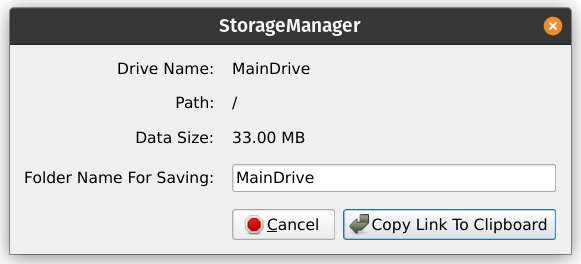 StorageManager
Drive Name: MainDrive
Path: /
Data Size: 33.00 MB
Folder Name For Saving: MainDrive
Cancel Copy Link To Clipboard